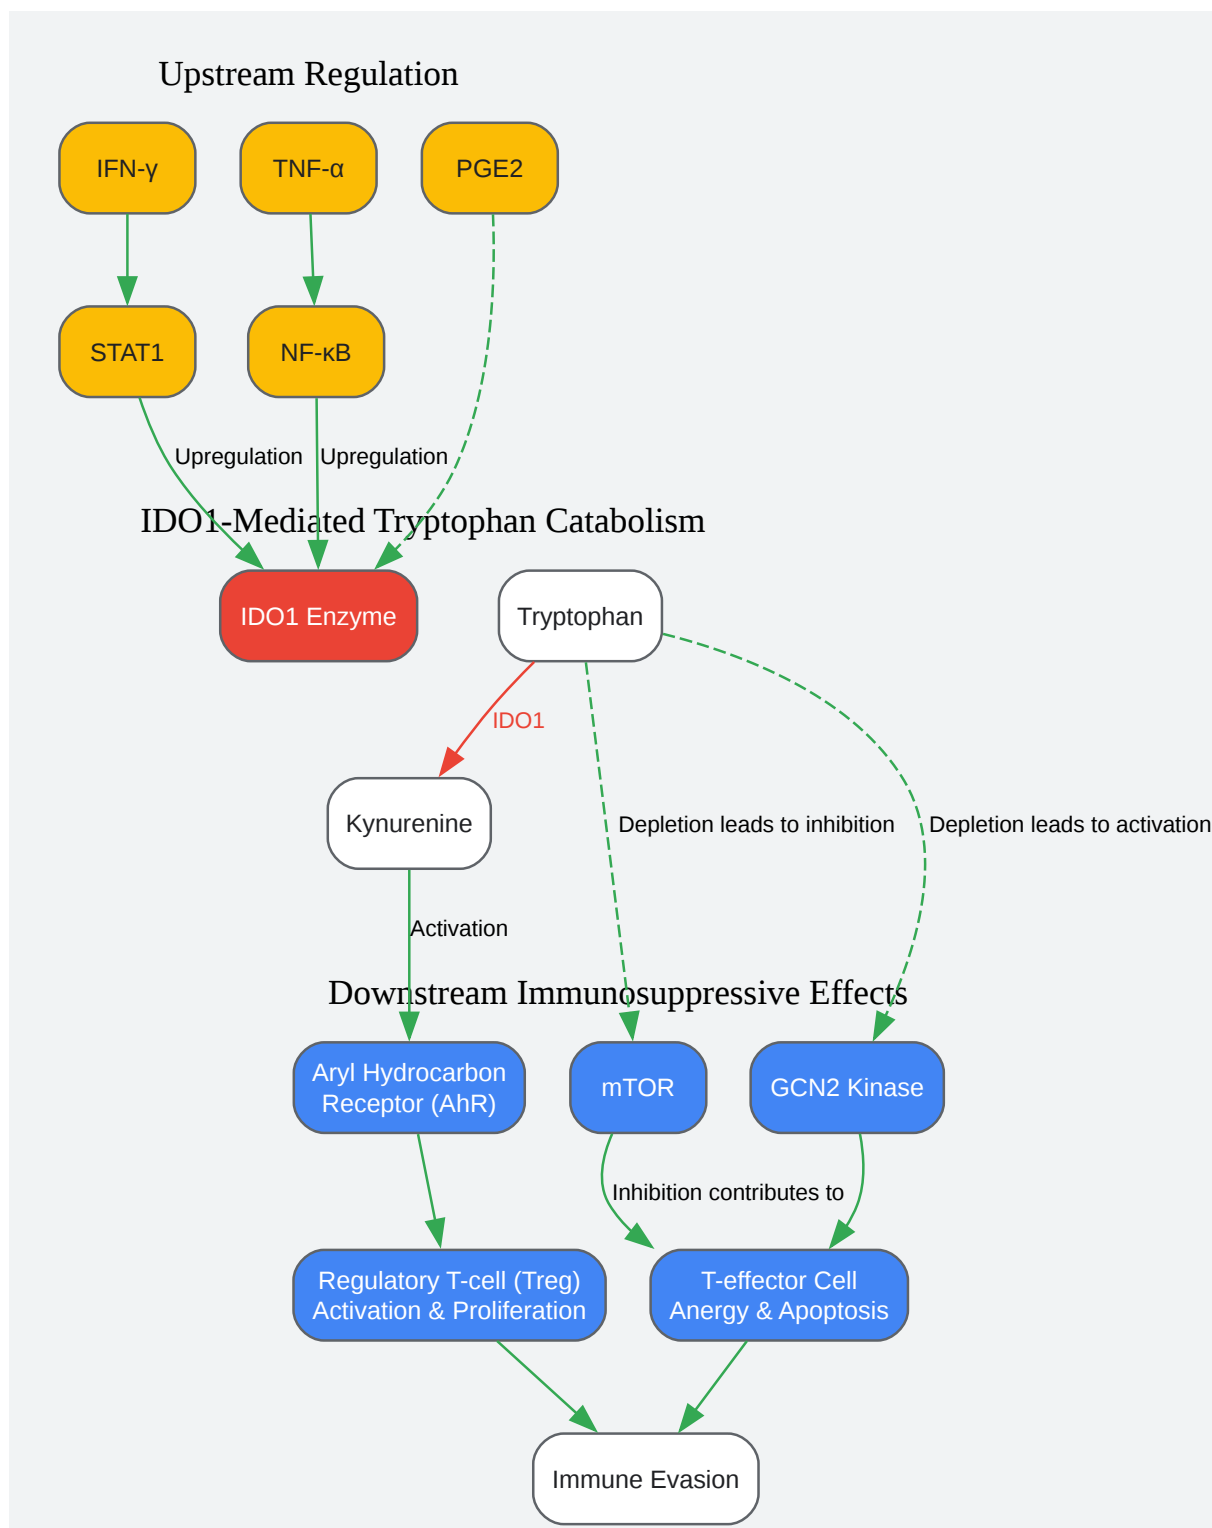 Upstream Regulation
IFN-γ
TNF-α
PGE2
STAT1
NF-κB
Upregulation
Upregulation
IDO1-Mediated Tryptophan Catabolism
IDO1 Enzyme
Tryptophan
IDO1
Kynurenine
Depletion leads to inhibition
Depletion leads to activation
Activation
Downstream Immunosuppressive Effects
Aryl Hydrocarbon
Receptor (AhR)
mTOR
GCN2 Kinase
Inhibition contributes to
Regulatory T-cell (Treg)
Activation & Proliferation
T-effector Cell
Anergy & Apoptosis
Immune Evasion